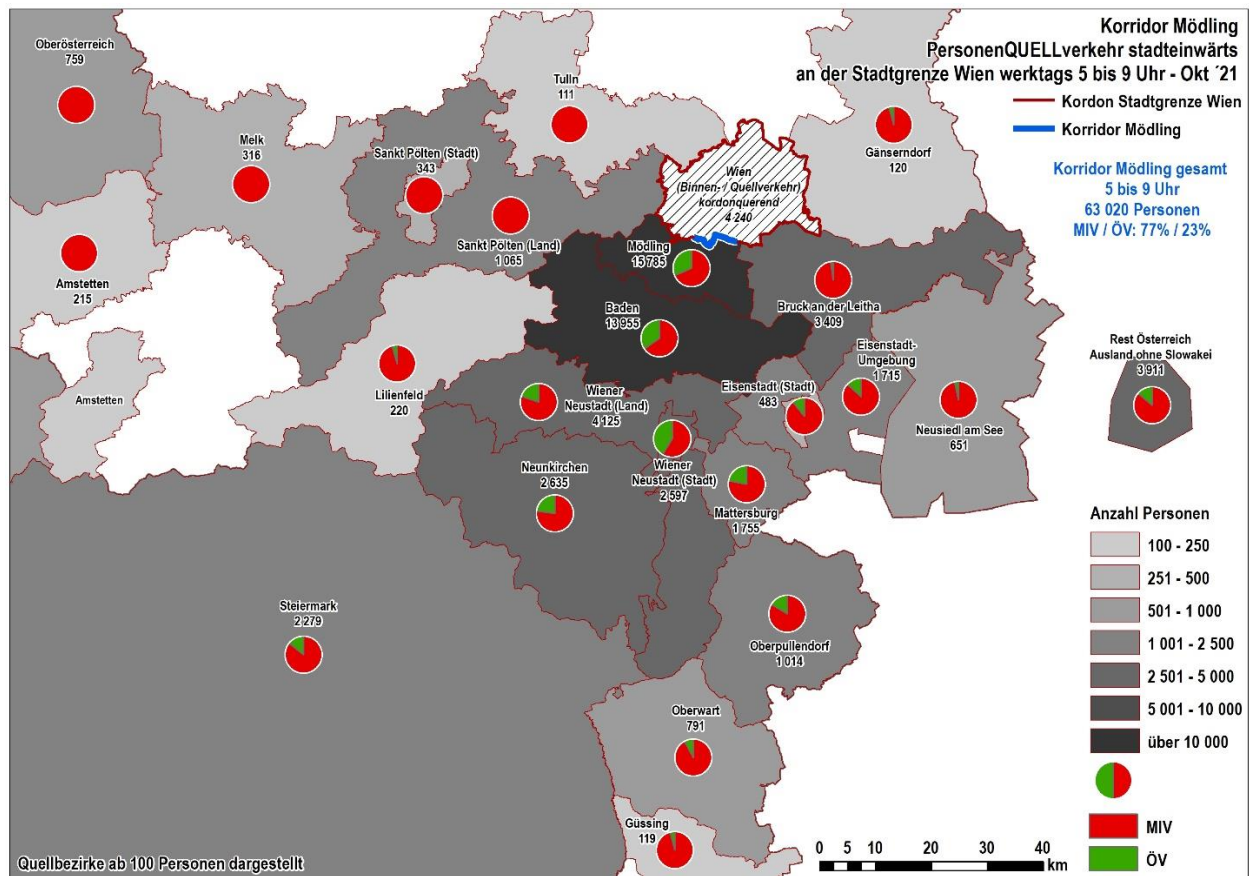 Korridor Mödling
PersonenQUELLverkehr stadteinwärts
an der Stadtgrenze Wien werktags 5 bis 9 Uhr - Okt ´21
Kordon Stadtgrenze Wien
Korridor Mödling
Korridor Mödling gesamt
5 bis 9 Uhr
63 020 Personen
MIV / ÖV: 77% / 23%
Oberösterreich
759
Melk
316
Sankt Pölten (Stadt)
343
Tulln
111
Wien
(Binnen- / Quellverkehr)
kordonquerend
4 240
Gänserndorf
120
Amstetten
215
Sankt Pölten (Land)
1 065
Mödling
15 785
Baden
13 955
Bruck an der Leitha
3 409
Eisenstadt-
Umgebung
1 715
Rest Österreich
Ausland ohne Slowakei
3 911
Amstetten
Lilienfeld
220
Wiener
Neustadt (Land)
4 125
Eisenstadt (Stadt)
483
Neusiedl am See
651
Neunkirchen
2 635
Wiener
Neustadt (Stadt)
2 597
Mattersburg
1 755
Steiermark
2 279
Oberpullendorf
1 014
Oberwart
791
Güssing
119
Anzahl Personen
100 - 250
251 - 500
501 - 1 000
1 001 - 2 500
2 501 - 5 000
5 001 - 10 000
über 10 000
MIV
ÖV
Quellbezirke ab 100 Personen dargestellt
0 5 10 20 30 40
km